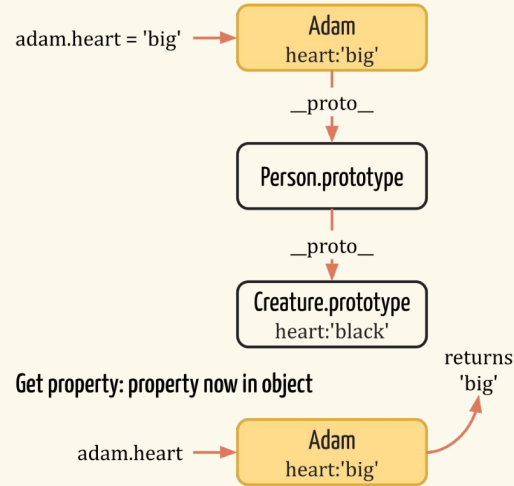 adam.heart = 'big'
Adam
heart:'big'
__proto__
Person.prototype
__proto__
Creature.prototype
heart:'black'
Get property: property now in object
returns
'big'
adam.heart
Adam
heart:'big'